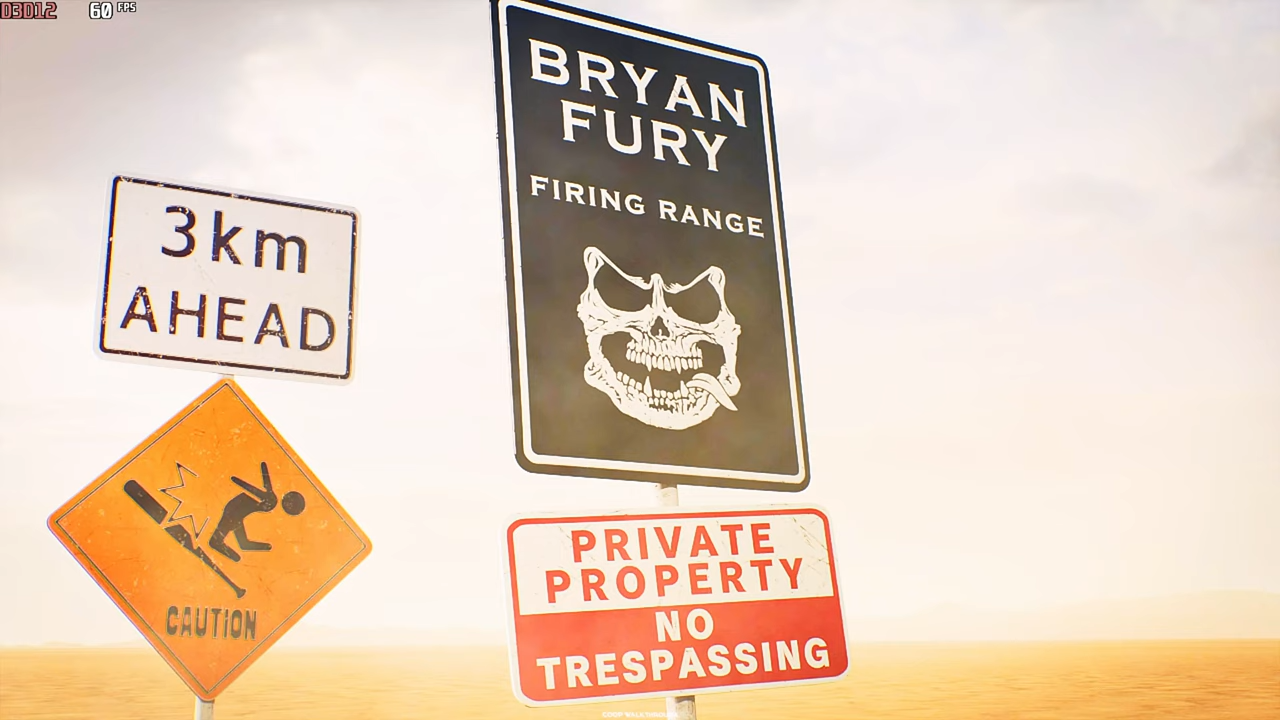 D3D12 60 FPS
3km
AHEAD
CAUTION
BRYAN
FURY
FIRING RANGE
PRIVATE
PROPERTY
NO
TRESPASSING